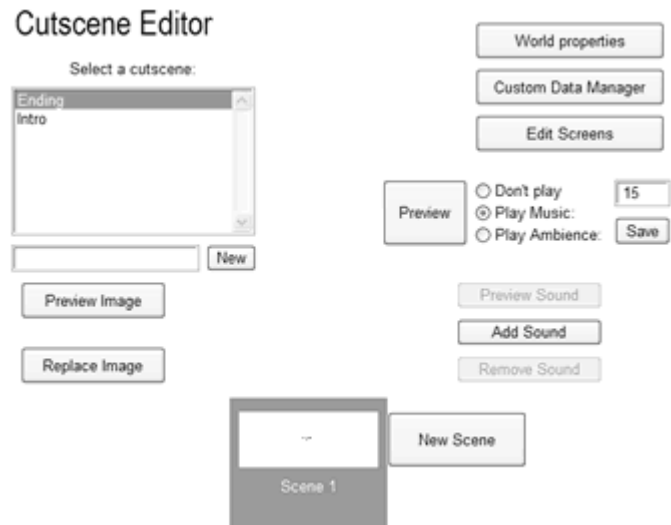 Cutscene Editor
Select a cutscene:
Ending
Intro
New
Preview Image
Replace Image
World properties
Custom Data Manager
Edit Screens
Preview
Don't play
15
Play Music:
Play Ambience:
Save
Preview Sound
Add Sound
Remove Sound
Scene 1
New Scene